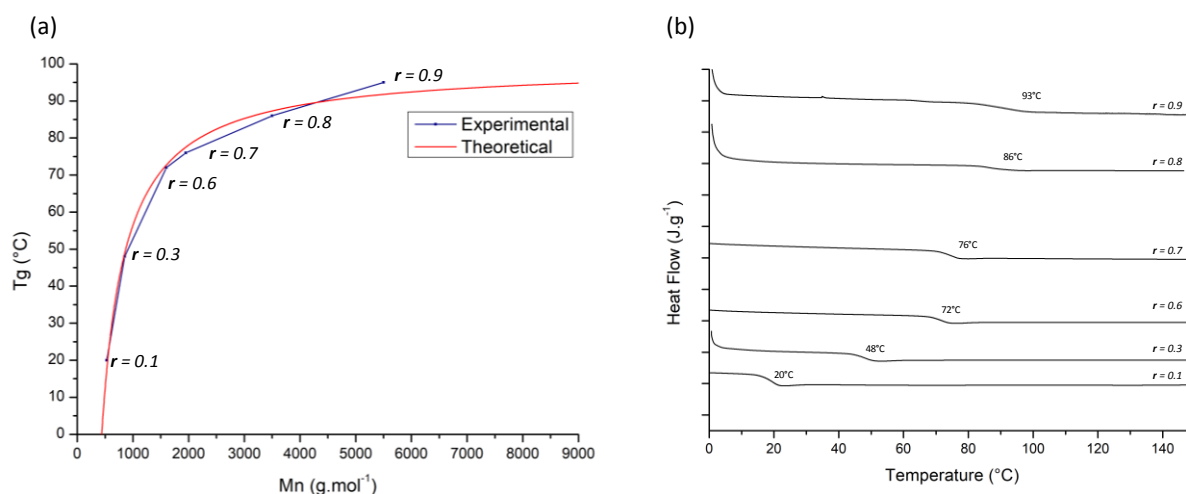 (a)
100
90
80
70
60
50
40
30
20
10
0
Tg (°C)
r = 0.9
r = 0.8
r = 0.7
r = 0.6
r = 0.3
r = 0.1
Experimental
Theoretical
0 1000 2000 3000 4000 5000 6000 7000 8000 9000
Mn (g.mol⁻¹)
(b)
Heat Flow (J.g⁻¹)
93°C r = 0.9
86°C r = 0.8
76°C r = 0.7
72°C r = 0.6
48°C r = 0.3
20°C r = 0.1
0 20 40 60 80 100 120 140
Temperature (°C)